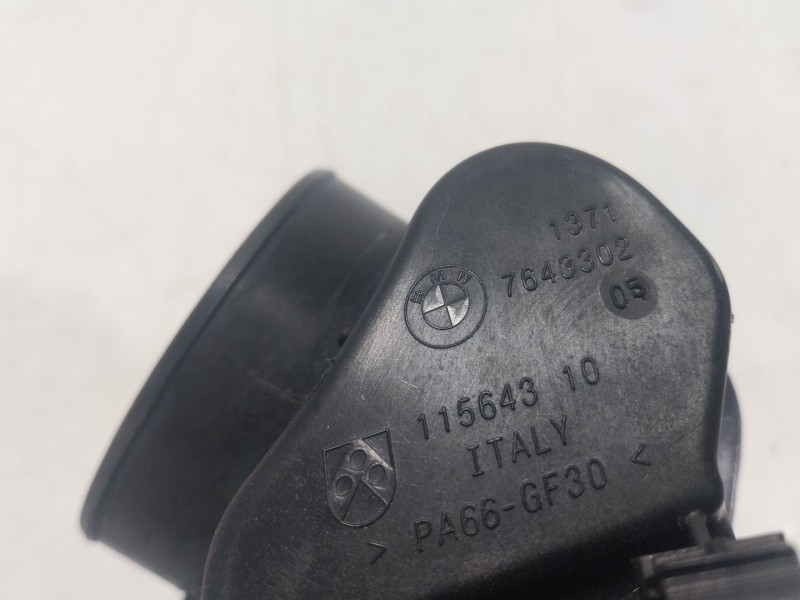 1371
BMW 7643302
05
115643 10
ITALY
> PA66-GF30 <